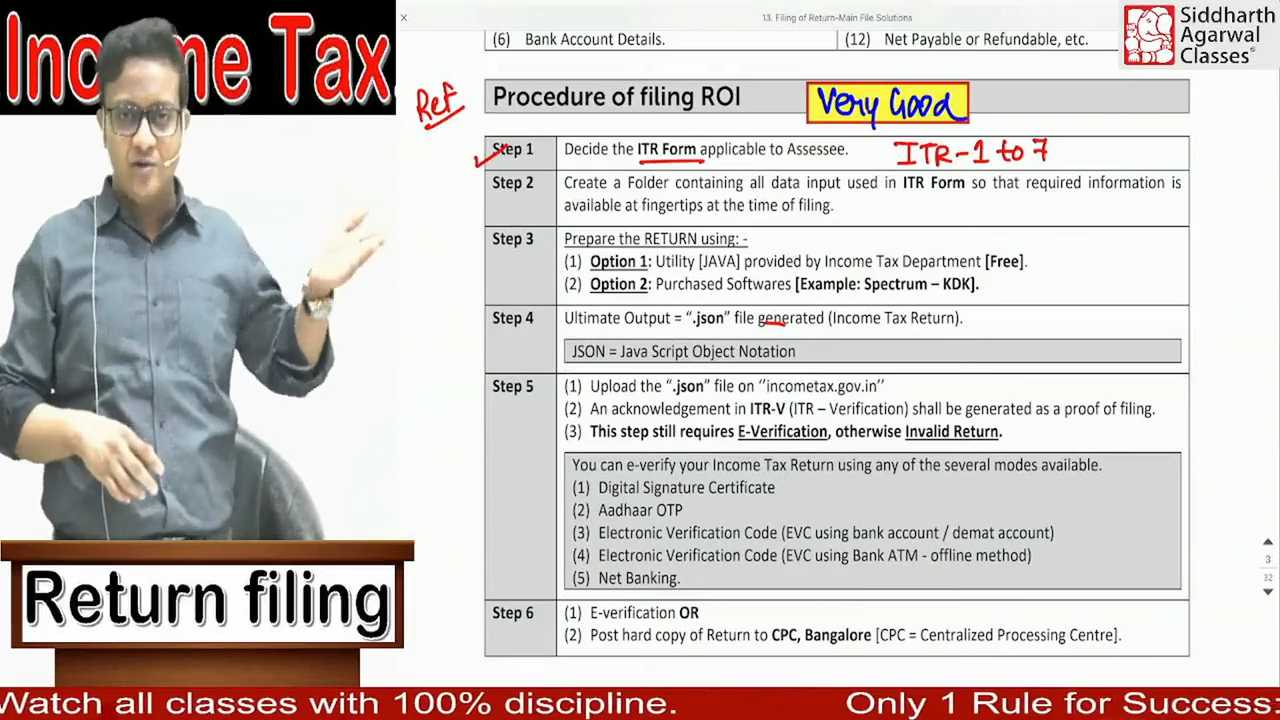 Income Tax
×
13. Filing of Return-Main File Solutions
Siddharth
Agarwal
Classes
(6) Bank Account Details.
(12) Net Payable or Refundable, etc.
Ref
Procedure of filing ROI
Very Good
Step 1
Decide the ITR Form applicable to Assessee.
ITR-1 to 7
Step 2
Create a Folder containing all data input used in ITR Form so that required information is
available at fingertips at the time of filing.
Step 3
Prepare the RETURN using: -
(1) Option 1: Utility [JAVA] provided by Income Tax Department [Free].
(2) Option 2: Purchased Softwares [Example: Spectrum – KDK].
Step 4
Ultimate Output = “.json” file generated (Income Tax Return).
JSON = Java Script Object Notation
Step 5
(1) Upload the “.json” file on ‘‘incometax.gov.in’’
(2) An acknowledgement in ITR-V (ITR – Verification) shall be generated as a proof of filing.
(3) This step still requires E-Verification, otherwise Invalid Return.
You can e-verify your Income Tax Return using any of the several modes available.
(1) Digital Signature Certificate
(2) Aadhaar OTP
(3) Electronic Verification Code (EVC using bank account / demat account)
(4) Electronic Verification Code (EVC using Bank ATM - offline method)
(5) Net Banking.
Step 6
(1) E-verification OR
(2) Post hard copy of Return to CPC, Bangalore [CPC = Centralized Processing Centre].
3
32
Return filing
Watch all classes with 100% discipline.
Only 1 Rule for Success: